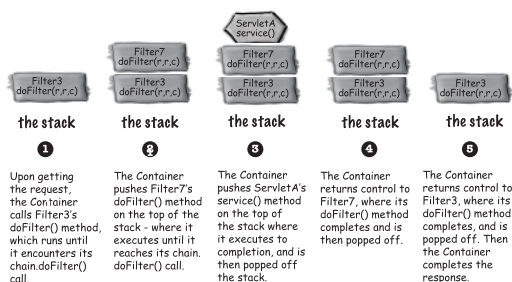 ServletA
service()
Filter7
doFilter(r,r,c)
Filter7
doFilter(r,r,c)
Filter7
doFilter(r,r,c)
Filter3
doFilter(r,r,c)
Filter3
doFilter(r,r,c)
Filter3
doFilter(r,r,c)
Filter3
doFilter(r,r,c)
Filter3
doFilter(r,r,c)
the stack
the stack
the stack
the stack
the stack
1
2
3
4
5
Upon getting
the request,
the Container
calls Filter3's
doFilter() method,
which runs until
it encounters its
chain.doFilter()
call.
The Container
pushes Filter7's
doFilter() method
on the top of the
stack - where it
executes until it
reaches its chain.
doFilter() call.
The Container
pushes ServletA's
service() method
on the top of
the stack where
it executes to
completion, and is
then popped off
the stack.
The Container
returns control to
Filter7, where its
doFilter() method
completes and is
then popped off.
The Container
returns control to
Filter3, where its
doFilter() method
completes, and is
popped off. Then
the Container
completes the
response.